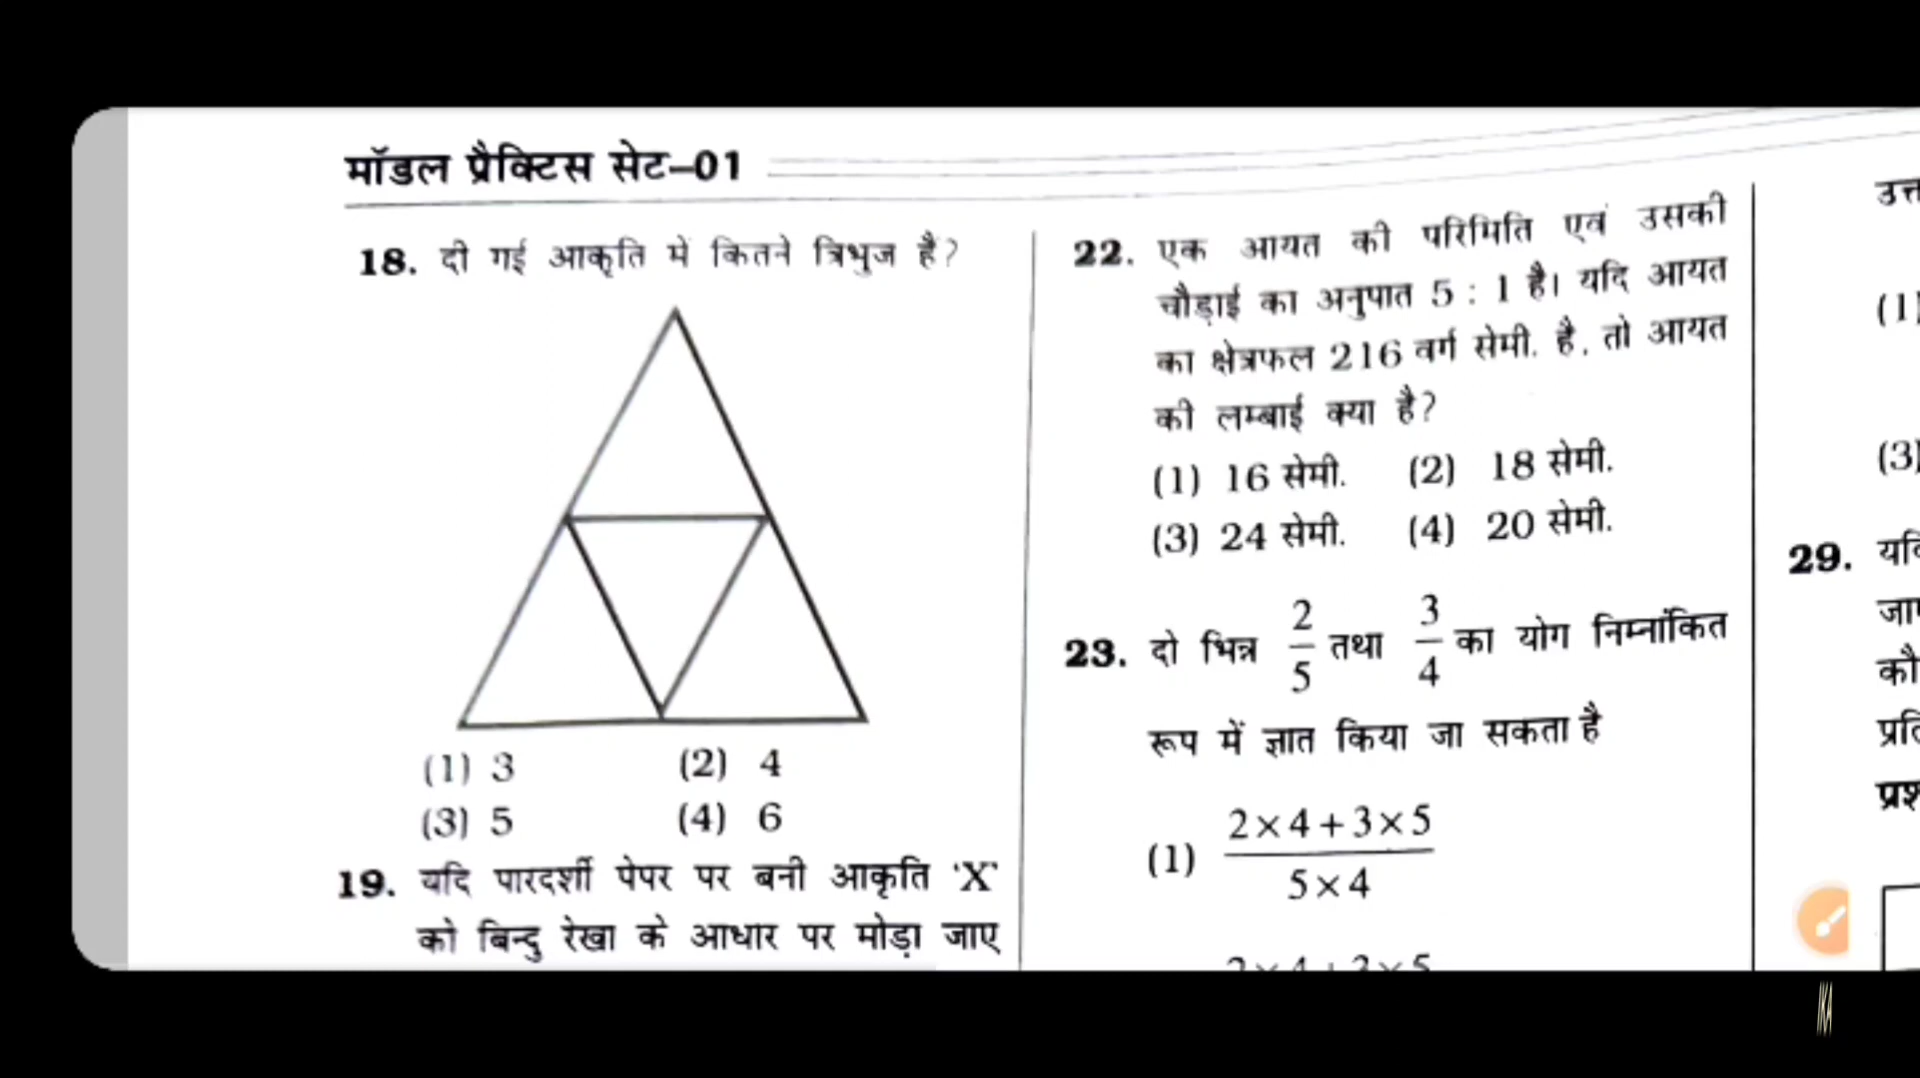 मॉडल प्रैक्टिस सेट–01
18. दी गई आकृति में कितने त्रिभुज है?
(1) 3 (2) 4
(3) 5 (4) 6
19. यदि पारदर्शी पेपर पर बनी आकृति ‘X’
को बिन्दु रेखा के आधार पर मोड़ा जाए
22. एक आयत की परिमिति एवं उसकी
चौड़ाई का अनुपात 5 : 1 है। यदि आयत
का क्षेत्रफल 216 वर्ग सेमी. है, तो आयत
की लम्बाई क्या है?
(1) 16 सेमी. (2) 18 सेमी.
(3) 24 सेमी. (4) 20 सेमी.
23. दो भिन्न 2/5 तथा 3/4 का योग निम्नांकित
रूप में ज्ञात किया जा सकता है
(1) 2×4+3×5
5×4
(1)
(3)
29.